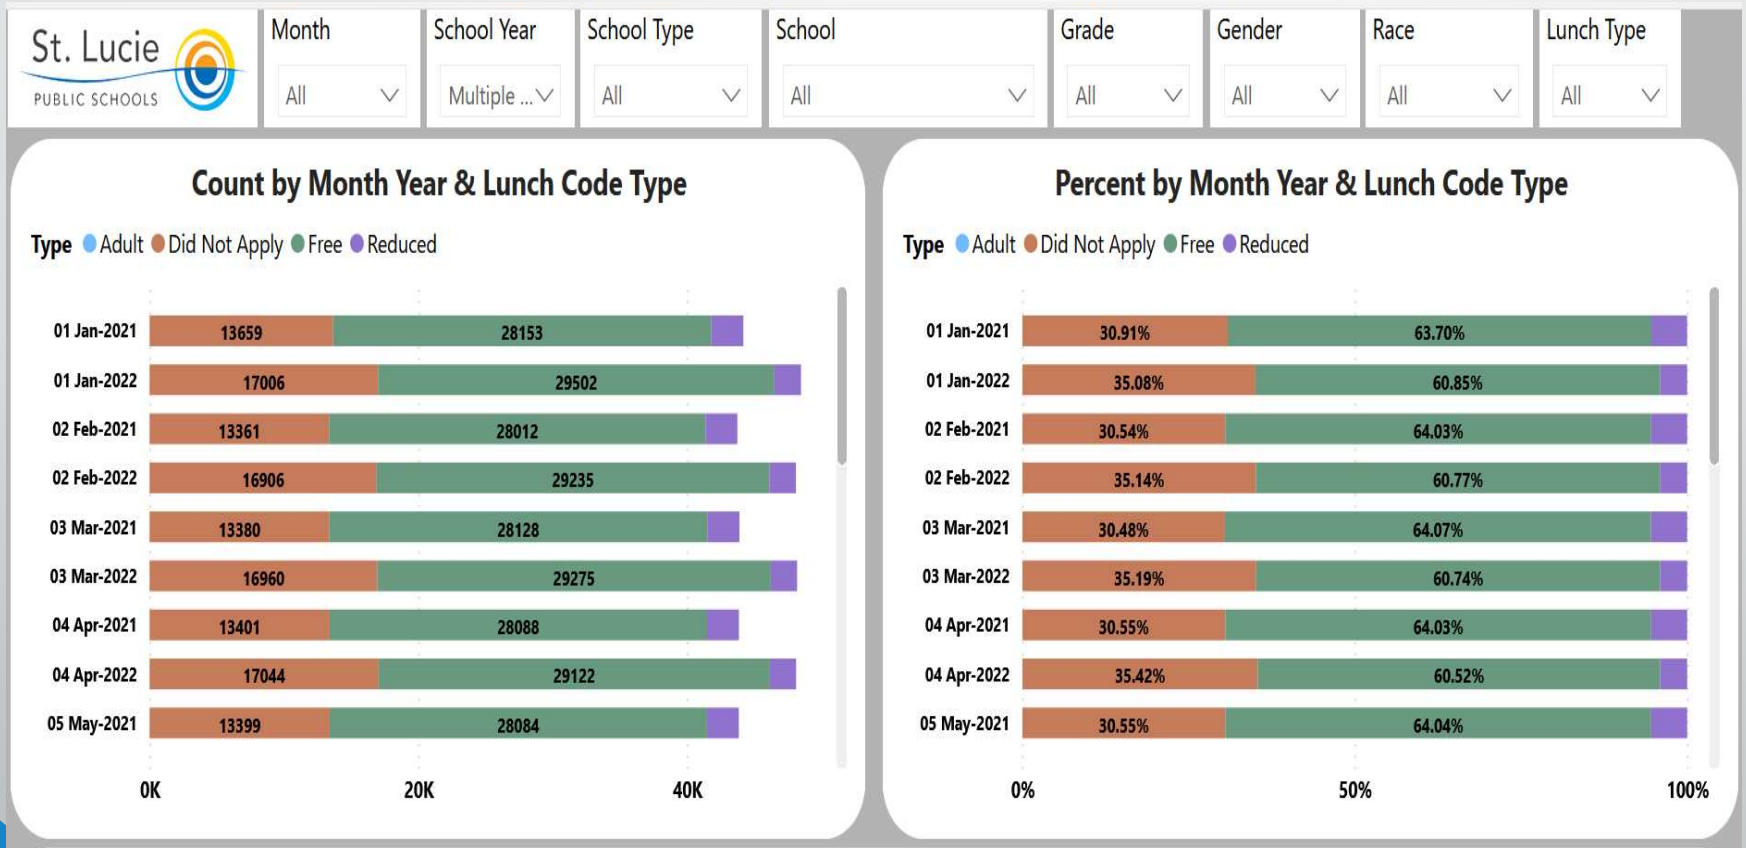 St. Lucie
PUBLIC SCHOOLS
Month
All
School Year
Multiple ...
School Type
All
School
All
Grade
All
Gender
All
Race
All
Lunch Type
All
Count by Month Year & Lunch Code Type
Type Adult Did Not Apply Free Reduced
01 Jan-2021 13659 28153
01 Jan-2022 17006 29502
02 Feb-2021 13361 28012
02 Feb-2022 16906 29235
03 Mar-2021 13380 28128
03 Mar-2022 16960 29275
04 Apr-2021 13401 28088
04 Apr-2022 17044 29122
05 May-2021 13399 28084
0K 20K 40K
Percent by Month Year & Lunch Code Type
Type Adult Did Not Apply Free Reduced
01 Jan-2021 30.91% 63.70%
01 Jan-2022 35.08% 60.85%
02 Feb-2021 30.54% 64.03%
02 Feb-2022 35.14% 60.77%
03 Mar-2021 30.48% 64.07%
03 Mar-2022 35.19% 60.74%
04 Apr-2021 30.55% 64.03%
04 Apr-2022 35.42% 60.52%
05 May-2021 30.55% 64.04%
0% 50% 100%